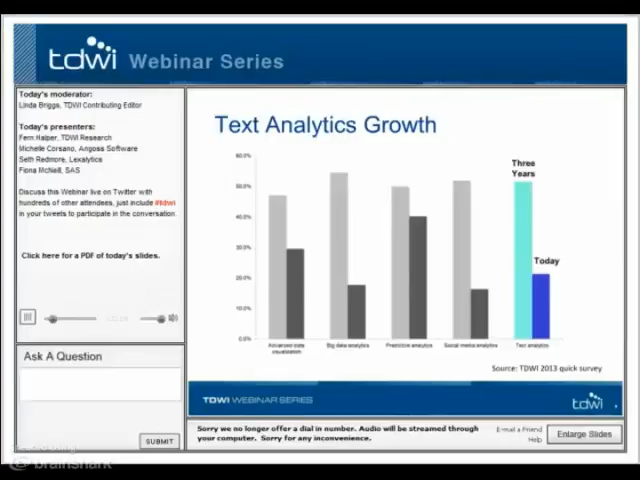 tdwi Webinar Series
Today's moderator:
Linda Briggs, TDWI Contributing Editor
Today's presenters:
Fern Halper, TDWI Research
Michelle Corsano, Angoss Software
Seth Redmore, Lexalytics
Fiona McNeill, SAS
Discuss this Webinar live on Twitter with
hundreds of other attendees, just include #tdwi
in your tweets to participate in the conversation.
Click here for a PDF of today's slides.
Ask A Question
SUBMIT
brainshark
Text Analytics Growth
60.0%
50.0%
40.0%
30.0%
20.0%
10.0%
0.0%
Three
Years
Today
Advanced data
visualization
Big data analytics
Predictive analytics
Social media analytics
Text analytics
Source: TDWI 2013 quick survey
TDWI WEBINAR SERIES
tdwi
Sorry we no longer offer a dial in number. Audio will be streamed through
your computer. Sorry for any inconvenience.
E-mail a Friend
Help
Enlarge Slides